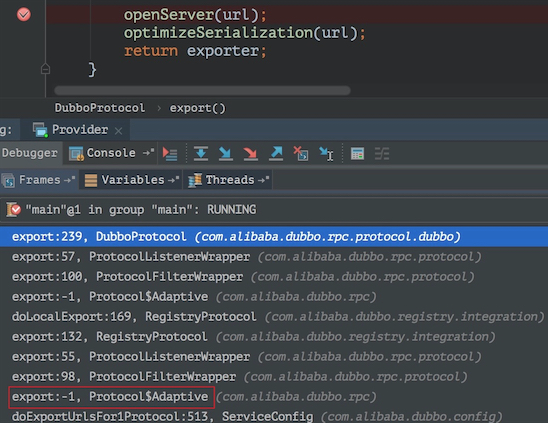 openServer(url);
optimizeSerialization(url);
return exporter;
}
DubboProtocol › export()
g: Provider ×
Debugger Console →"
Frames →" Variables →" Threads →"
"main"@1 in group "main": RUNNING
export:239, DubboProtocol (com.alibaba.dubbo.rpc.protocol.dubbo)
export:57, ProtocolListenerWrapper (com.alibaba.dubbo.rpc.protocol)
export:100, ProtocolFilterWrapper (com.alibaba.dubbo.rpc.protocol)
export:-1, Protocol$Adaptive (com.alibaba.dubbo.rpc)
doLocalExport:169, RegistryProtocol (com.alibaba.dubbo.registry.integration)
export:132, RegistryProtocol (com.alibaba.dubbo.registry.integration)
export:55, ProtocolListenerWrapper (com.alibaba.dubbo.rpc.protocol)
export:98, ProtocolFilterWrapper (com.alibaba.dubbo.rpc.protocol)
export:-1, Protocol$Adaptive (com.alibaba.dubbo.rpc)
doExportUrlsFor1Protocol:513, ServiceConfig (com.alibaba.dubbo.config)